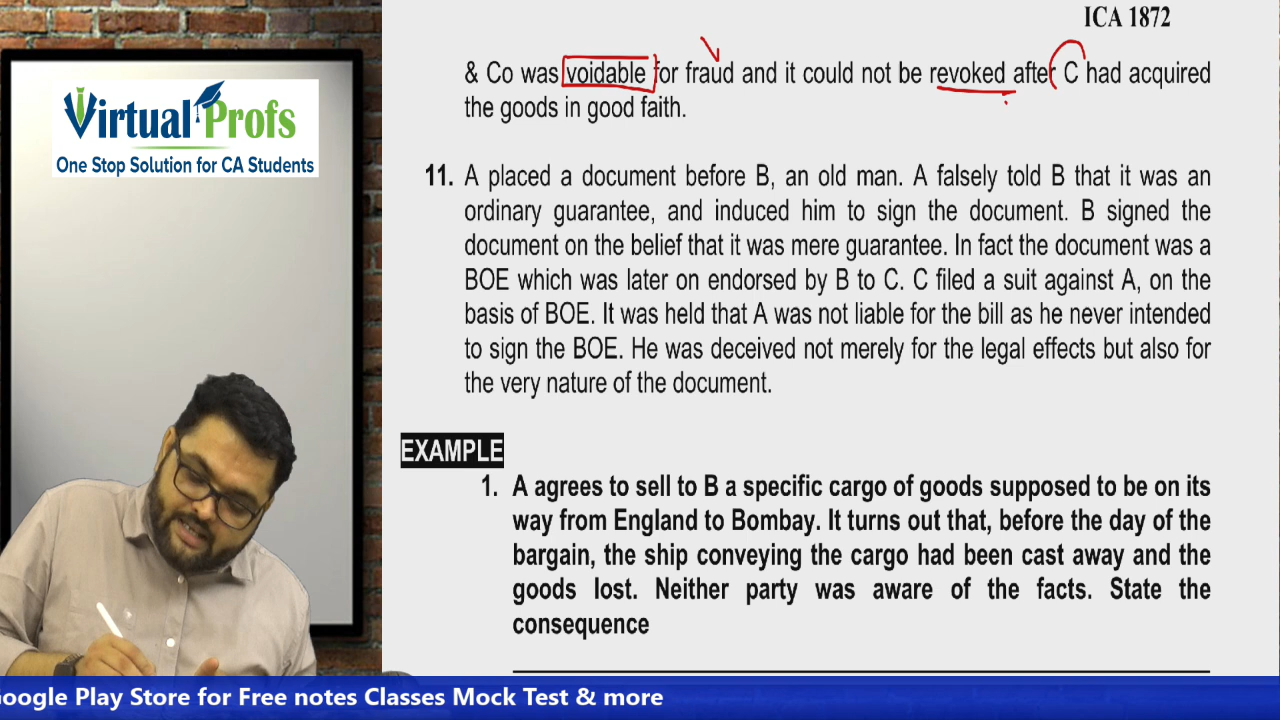 ICA 1872
& Co was voidable for fraud and it could not be revoked after C had acquired
the goods in good faith.
Virtual Profs
One Stop Solution for CA Students
11. A placed a document before B, an old man. A falsely told B that it was an
ordinary guarantee, and induced him to sign the document. B signed the
document on the belief that it was mere guarantee. In fact the document was a
BOE which was later on endorsed by B to C. C filed a suit against A, on the
basis of BOE. It was held that A was not liable for the bill as he never intended
to sign the BOE. He was deceived not merely for the legal effects but also for
the very nature of the document.
EXAMPLE
1. A agrees to sell to B a specific cargo of goods supposed to be on its
way from England to Bombay. It turns out that, before the day of the
bargain, the ship conveying the cargo had been cast away and the
goods lost. Neither party was aware of the facts. State the
consequence
Google Play Store for Free notes Classes Mock Test & more